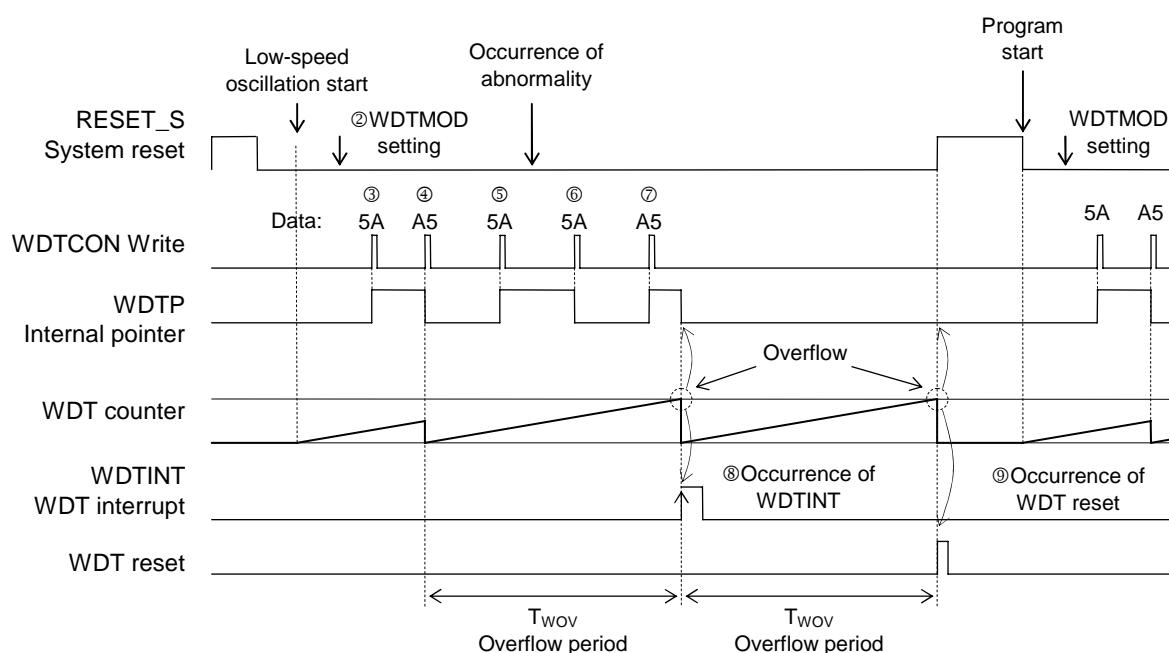 Program
start
Low-speed
oscillation start
Occurrence of
abnormality
RESET_S
System reset
②WDTMOD
setting
WDTMOD
setting
③ ④ ⑤ ⑥ ⑦
Data: 5A A5 5A 5A A5 5A A5
WDTCON Write
WDTP
Internal pointer
Overflow
WDT counter
WDTINT
WDT interrupt
⑧Occurrence of
WDTINT
⑨Occurrence of
WDT reset
WDT reset
TWOV
Overflow period
TWOV
Overflow period